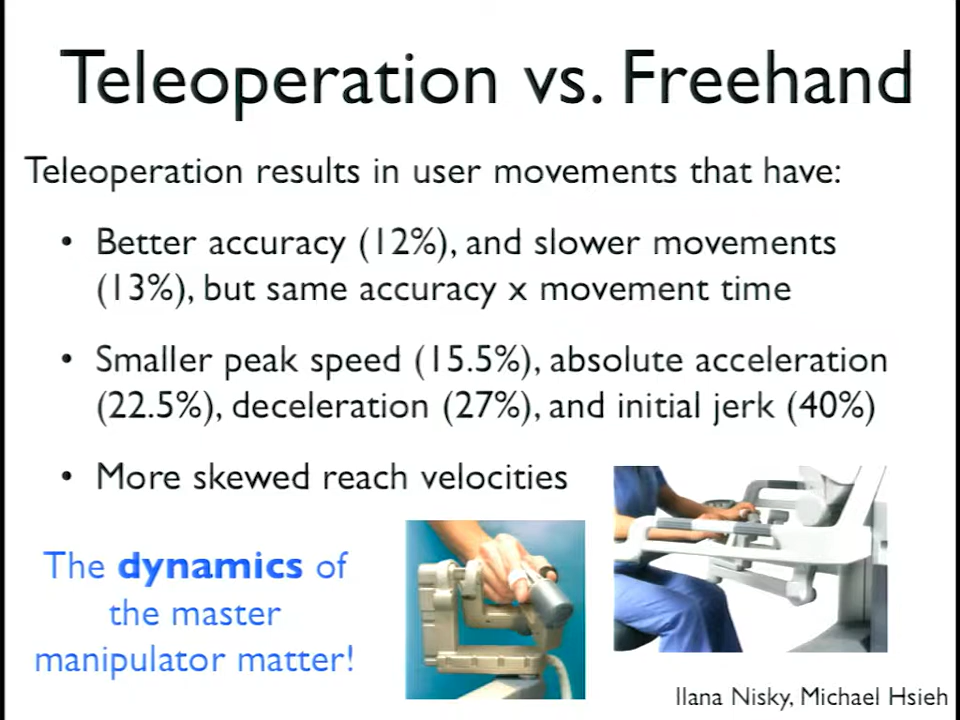 Teleoperation vs. Freehand
Teleoperation results in user movements that have:
• Better accuracy (12%), and slower movements
(13%), but same accuracy x movement time
• Smaller peak speed (15.5%), absolute acceleration
(22.5%), deceleration (27%), and initial jerk (40%)
• More skewed reach velocities
The dynamics of
the master
manipulator matter!
Ilana Nisky, Michael Hsieh